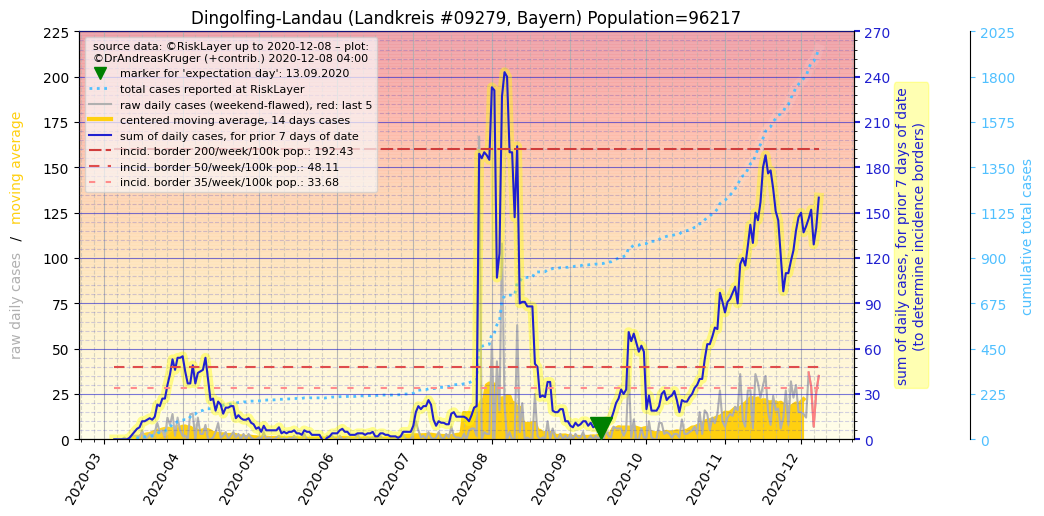 Dingolfing-Landau (Landkreis #09279, Bayern) Population=96217
source data: ©RiskLayer up to 2020-12-08 – plot:
©DrAndreasKruger (+contrib.) 2020-12-08 04:00
marker for 'expectation day': 13.09.2020
total cases reported at RiskLayer
raw daily cases (weekend-flawed), red: last 5
centered moving average, 14 days cases
sum of daily cases, for prior 7 days of date
incid. border 200/week/100k pop.: 192.43
incid. border 50/week/100k pop.: 48.11
incid. border 35/week/100k pop.: 33.68
raw daily cases / moving average
225
200
175
150
125
100
75
50
25
0
2020-03
2020-04
2020-05
2020-06
2020-07
2020-08
2020-09
2020-10
2020-11
2020-12
270
240
210
180
150
120
90
60
30
0
sum of daily cases, for prior 7 days of date
(to determine incidence borders)
2025
1800
1575
1350
1125
900
675
450
225
0
cumulative total cases